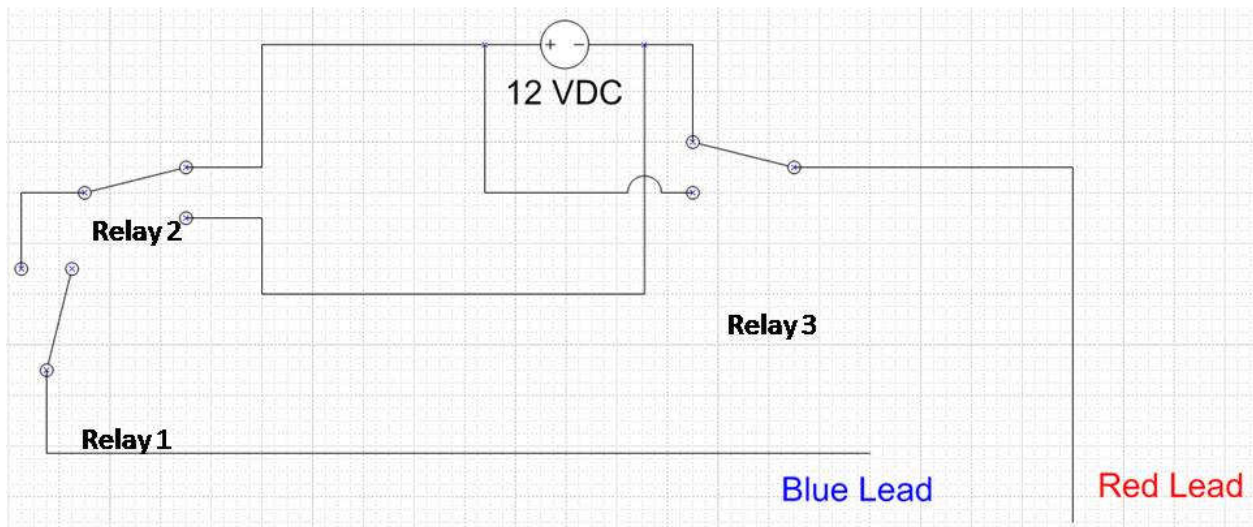 + −
12 VDC
Relay 2
Relay 3
Relay 1
Blue Lead
Red Lead